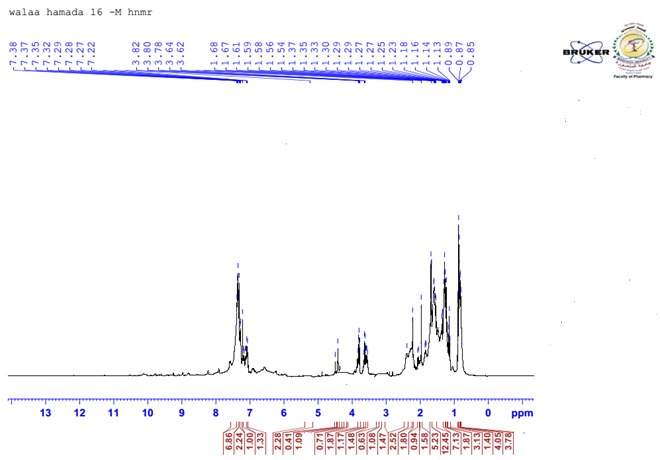 walaa hamada 16 -M hnmr
7.38 7.37 7.35 7.32 7.29 7.28 7.27 7.22 3.82 3.80 3.78 3.64 3.62 1.68 1.67 1.61 1.59 1.58 1.56 1.54 1.37 1.35 1.33 1.30 1.29 1.29 1.27 1.27 1.25 1.23 1.18 1.16 1.14 1.13 0.89 0.87 0.85
BRUKER
Faculty of Pharmacy
13 12 11 10 9 8 7 6 5 4 3 2 1 0 ppm
6.86 2.24 1.00 1.33 2.28 0.41 1.09 0.71 1.87 1.17 1.48 0.63 1.08 1.47 2.52 1.80 0.94 1.58 5.23 12.45 7.13 1.87 3.13 1.40 4.05 3.78